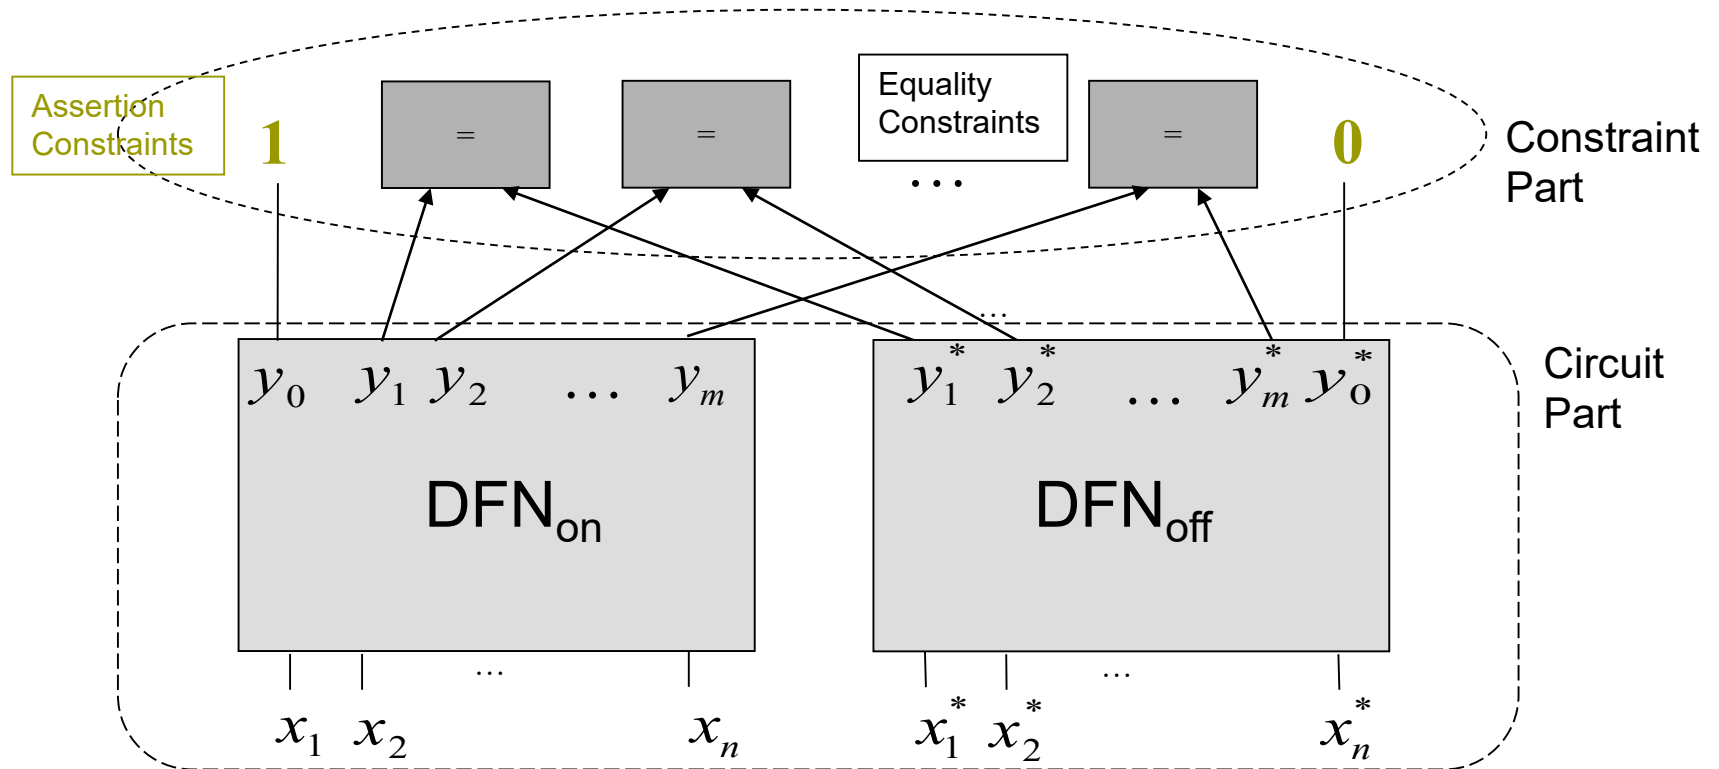 Assertion
Constraints
1
=
=
Equality
Constraints
...
=
0
Constraint
Part
...
y₀ y₁ y₂ ... yₘ
y₁* y₂* ... yₘ* y₀*
Circuit
Part
DFNon
DFNoff
...
...
x₁ x₂ xₙ
x₁* x₂* xₙ*